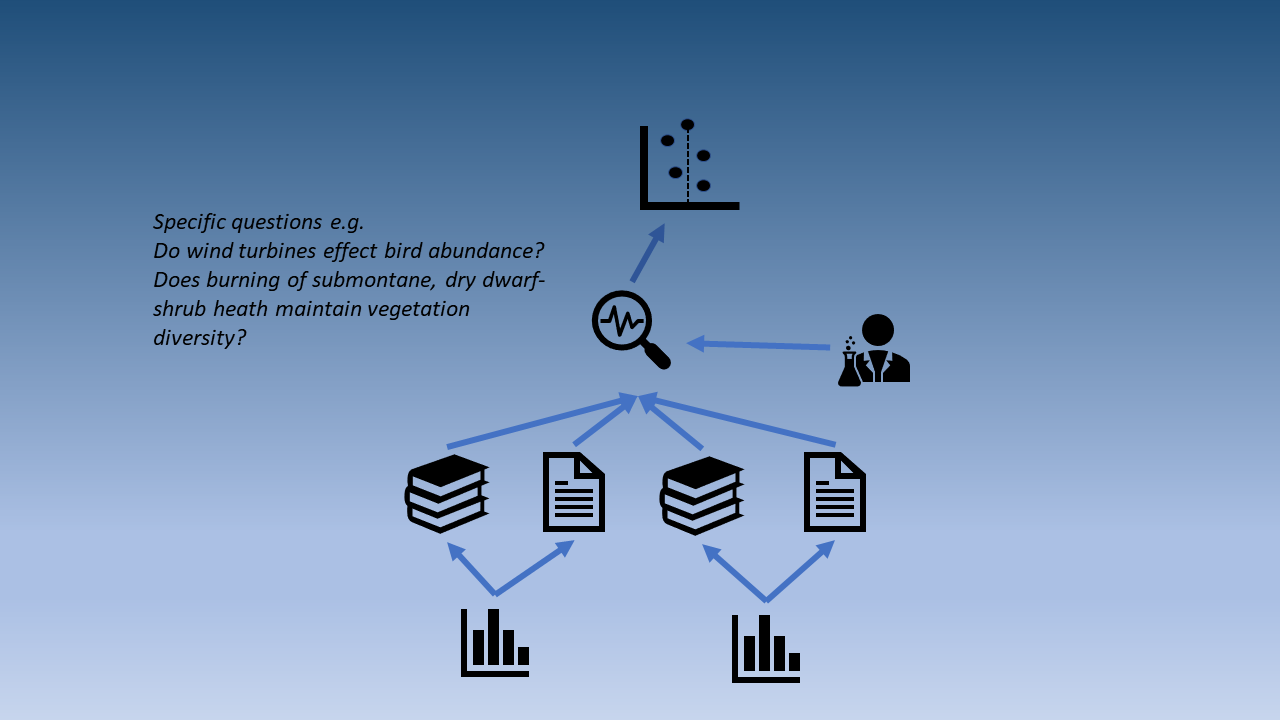 Specific questions e.g.
Do wind turbines effect bird abundance?
Does burning of submontane, dry dwarf-
shrub heath maintain vegetation
diversity?